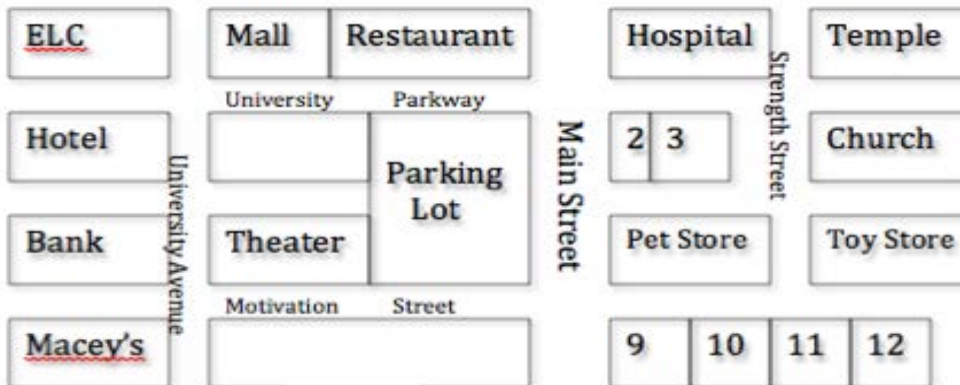 ELC Mall Restaurant Hospital Temple
University Parkway
Strength Street
Hotel 2 3 Church
Main Street
University Avenue
Parking
Lot
Bank Theater Pet Store Toy Store
Motivation Street
Macey's 9 10 11 12